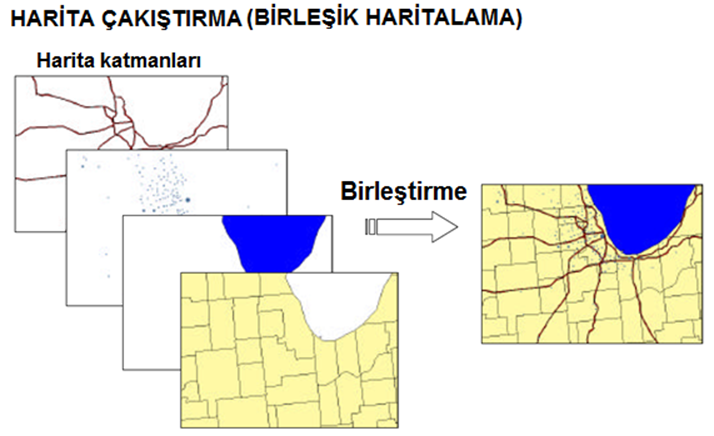 HARİTA ÇAKIŞTIRMA (BİRLEŞİK HARİTALAMA)
Harita katmanları
Birleştirme